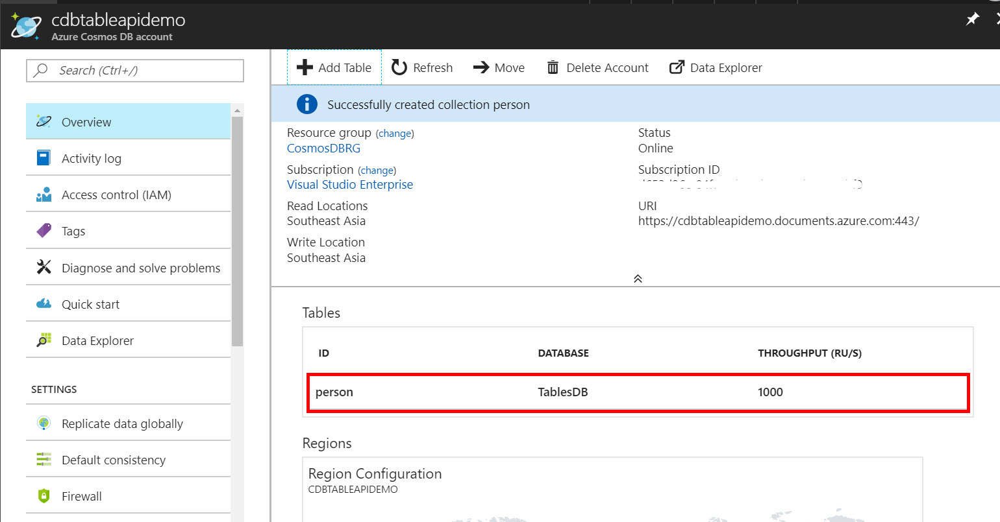 cdbtableapidemo
Azure Cosmos DB account
Search (Ctrl+/)
Overview
Activity log
Access control (IAM)
Tags
Diagnose and solve problems
Quick start
Data Explorer
SETTINGS
Replicate data globally
Default consistency
Firewall
Add Table Refresh Move Delete Account Data Explorer
Successfully created collection person
Resource group (change)
CosmosDBRG
Subscription (change)
Visual Studio Enterprise
Read Locations
Southeast Asia
Write Location
Southeast Asia
Status
Online
Subscription ID
URI
https://cdbtableapidemo.documents.azure.com:443/
Tables
ID DATABASE THROUGHPUT (RU/S)
person TablesDB 1000
Regions
Region Configuration
CDBTABLEAPIDEMO